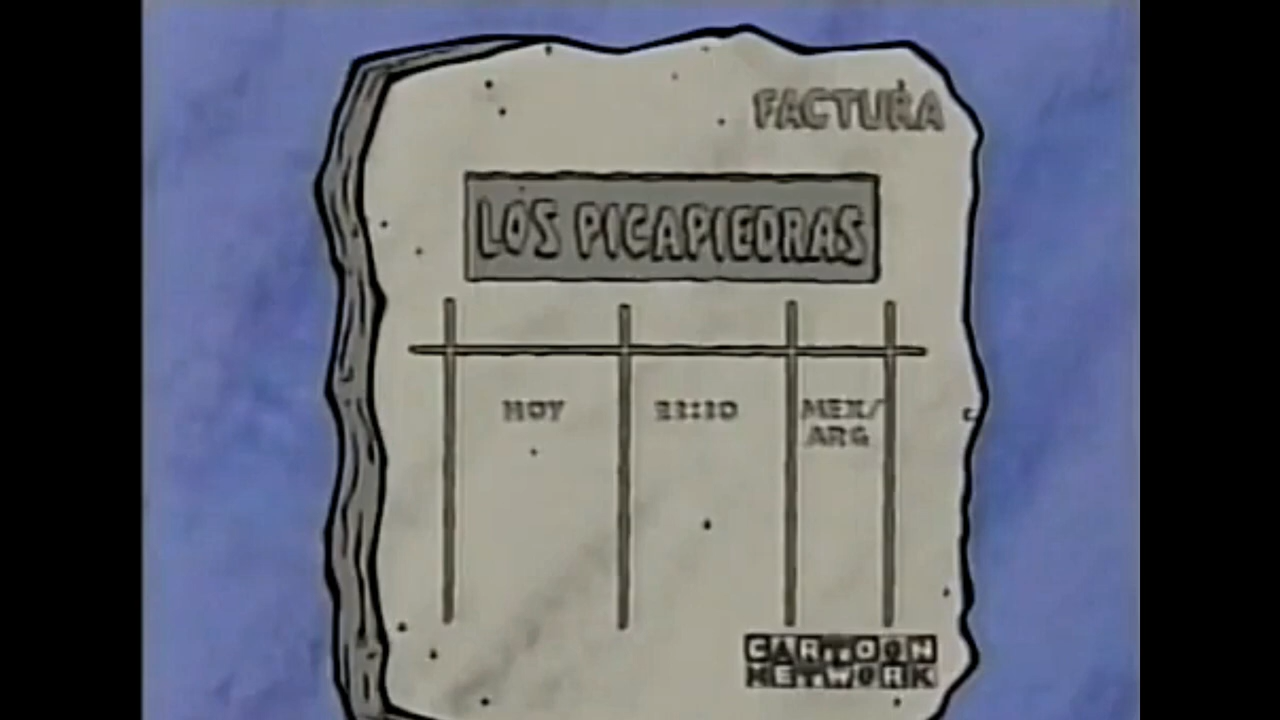 FACTURA
LOS PICAPIEDRAS
HOY
MEX/
ARG
CARTOON
NETWORK